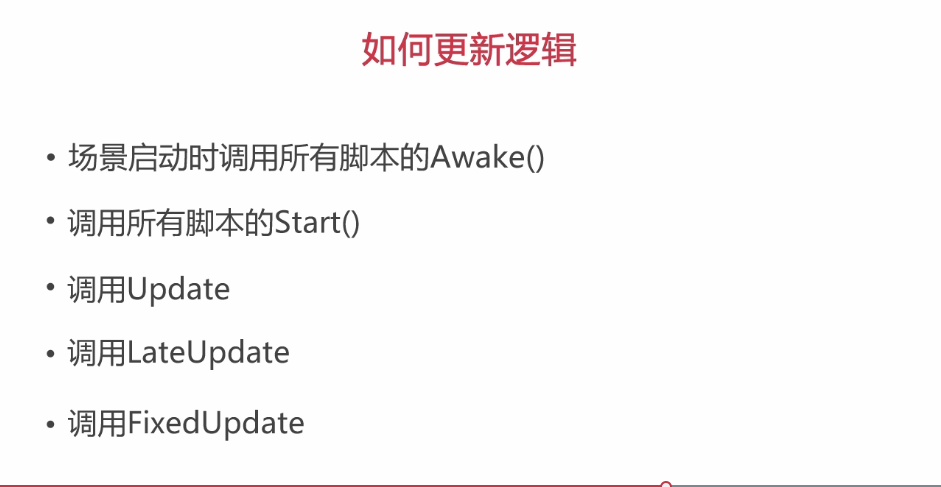 如何更新逻辑
• 场景启动时调用所有脚本的Awake()
• 调用所有脚本的Start()
• 调用Update
• 调用LateUpdate
• 调用FixedUpdate